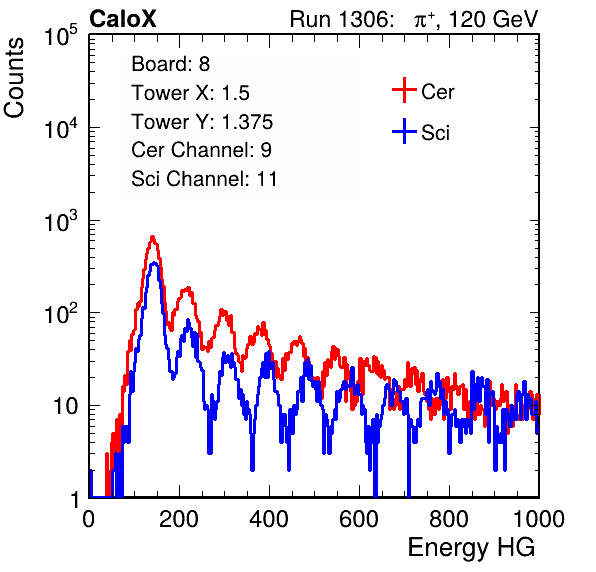 CaloX Run 1306: π⁺, 120 GeV
Counts
Board: 8
Tower X: 1.5
Tower Y: 1.375
Cer Channel: 9
Sci Channel: 11
Cer
Sci
10⁵
10⁴
10³
10²
10
1
0 200 400 600 800 1000
Energy HG